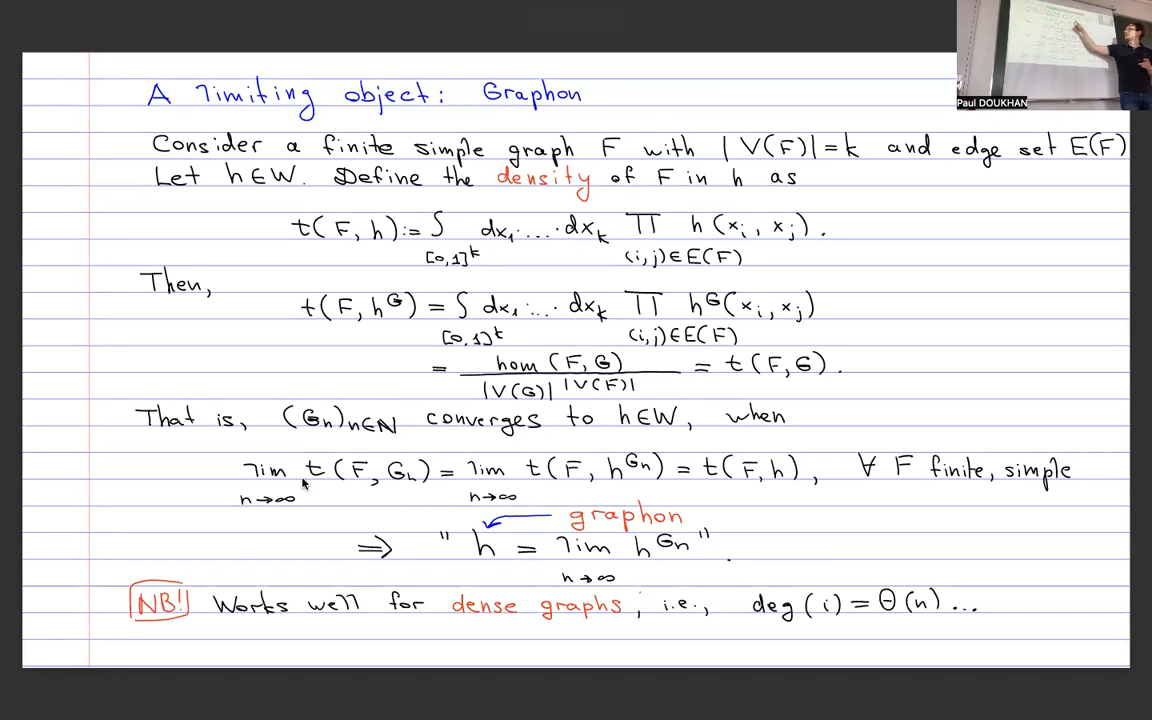 A limiting object: Graphon
Paul DOUKHAN
Consider a finite simple graph F with |V(F)| = k and edge set E(F)
Let h∈W. Define the density of F in h as
t(F, h) := ∫ dx₁ ..... dxₖ ∏ h(xᵢ, xⱼ).
[0,1]ᵏ (i,j)∈E(F)
Then,
t(F, hᴳ) = ∫ dx₁ .... dxₖ ∏ hᴳ(xᵢ, xⱼ)
[0,1]ᵏ (i,j)∈E(F)
= hom (F, G) / |V(G)|^|V(F)| = t(F, G).
That is, (Gn)n∈N converges to h∈W, when
lim t(F, Gn) = lim t(F, h^Gn) = t(F, h), ∀ F finite, simple
n→∞ n→∞
graphon
⇒ " h = lim h^Gn ".
n→∞
NB! Works well for dense graphs, i.e., deg(i) = Θ(n)...